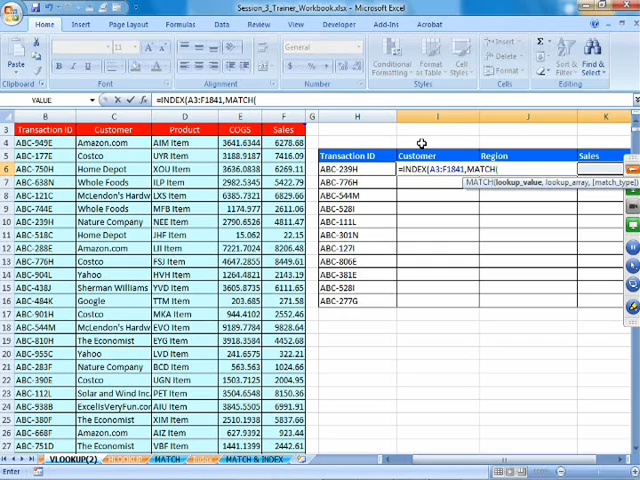 Session_3_Trainer_Workbook.xlsx - Microsoft Excel
Home Insert Page Layout Formulas Data Review View Developer Add-Ins Acrobat
Paste
Conditional Formatting
Format as Table
Cell Styles
Insert
Delete
Format
Sort & Filter
Find & Select
Clipboard Font Alignment Number Styles Cells Editing
VALUE =INDEX(A3:F1841,MATCH(
B C D E F G H I J K
3 Transaction ID Customer Product COGS Sales
4 ABC-949E Amazon.com AIM Item 3641.6344 6278.68
5 ABC-177E Costco UYR Item 3188.9187 7416.09 Transaction ID Customer Region Sales
6 ABC-750H Home Depot XOU Item 3636.0838 6269.11 ABC-239H =INDEX(A3:F1841,MATCH(
MATCH(lookup_value, lookup_array, [match_type])
7 ABC-638N Whole Foods ILP Item 2982.5345 5422.79 ABC-776H
8 ABC-121C McLendon's Hardw LXS Item 6385.7321 6829.66 ABC-544M
9 ABC-744E Whole Foods MFB Item 1174.977 2611.06 ABC-528I
10 ABC-239H Nature Company NCE Item 2790.6526 4811.47 ABC-111L
11 ABC-512D Home Depot JHF Item 15.062 22.15 ABC-301N
12 ABC-288E Amazon.com LII Item 7221.7024 8206.48 ABC-127I
13 ABC-776H Costco FSJ Item 4647.2855 8449.61 ABC-806E
14 ABC-904L Yahoo HVH Item 1264.4821 2143.19 ABC-381E
15 ABC-438J Sherman Williams YVD Item 3605.8735 6111.65 ABC-528I
16 ABC-484K Google TTM Item 203.685 271.58 ABC-277G
17 ABC-901H Costco MKA Item 944.4102 2552.46
18 ABC-544M McLendon's Hardw EVO Item 9189.7784 9828.64
19 ABC-810H The Economist EYG Item 3918.3584 4452.68
20 ABC-955C Yahoo LVD Item 241.6575 322.21
21 ABC-283F Nature Company BCD Item 563.563 1024.66
22 ABC-390E Costco UGN Item 1503.7125 2004.95
23 ABC-112L Solar and Wind PET Item 3534.6508 8150.36
24 ABC-938B ExcelIsVeryFun.com AIU Item 3845.5505 6991.91
25 ABC-380F Costco XIM Item 2510.1938 5837.66
26 ABC-668F Amazon.com AIZ Item 627.9392 923.44
27 ABC-751D The Economist VBF Item 1441.1299 2442.61
VLOOKUP(2) HLOOKUP MATCH Index MATCH & INDEX
Enter 100%